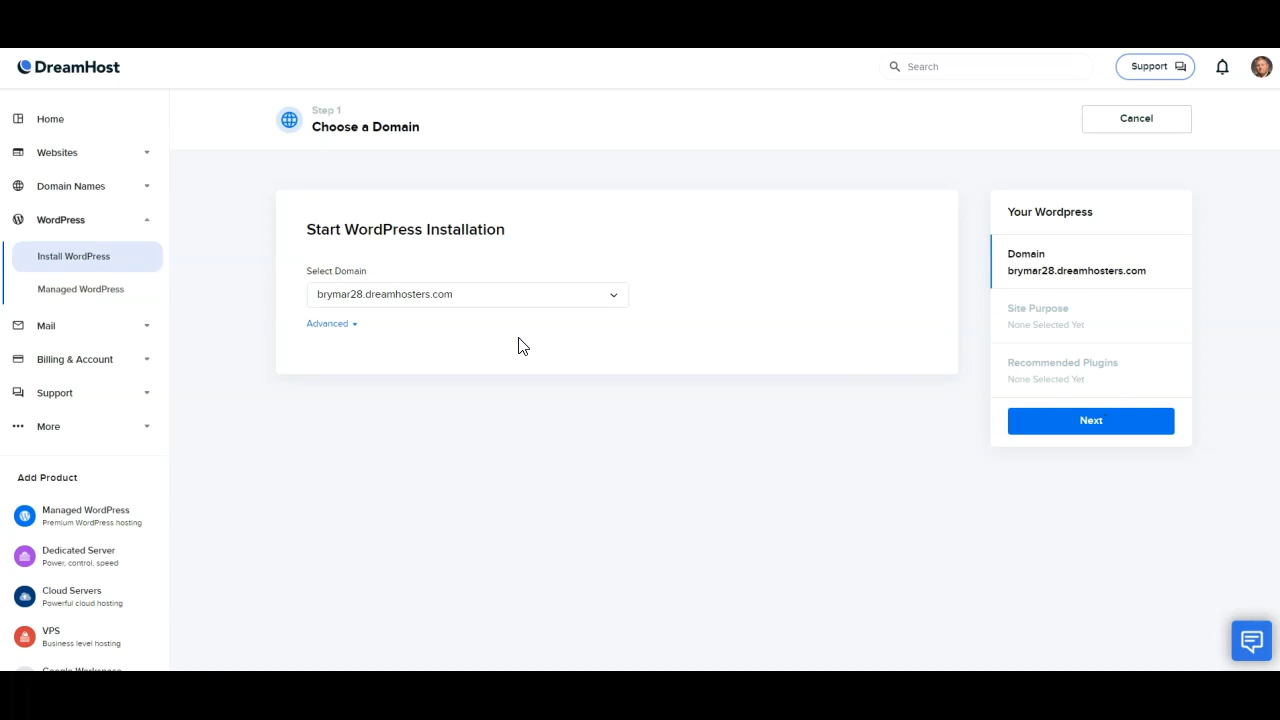 DreamHost
Search
Support
Home
Websites
Domain Names
WordPress
Install WordPress
Managed WordPress
Mail
Billing & Account
Support
More
Add Product
Managed WordPress
Premium WordPress hosting
Dedicated Server
Power, control, speed
Cloud Servers
Powerful cloud hosting
VPS
Business level hosting
Google Workspace
Step 1
Choose a Domain
Cancel
Start WordPress Installation
Select Domain
brymar28.dreamhosters.com
Advanced
Your Wordpress
Domain
brymar28.dreamhosters.com
Site Purpose
None Selected Yet
Recommended Plugins
None Selected Yet
Next